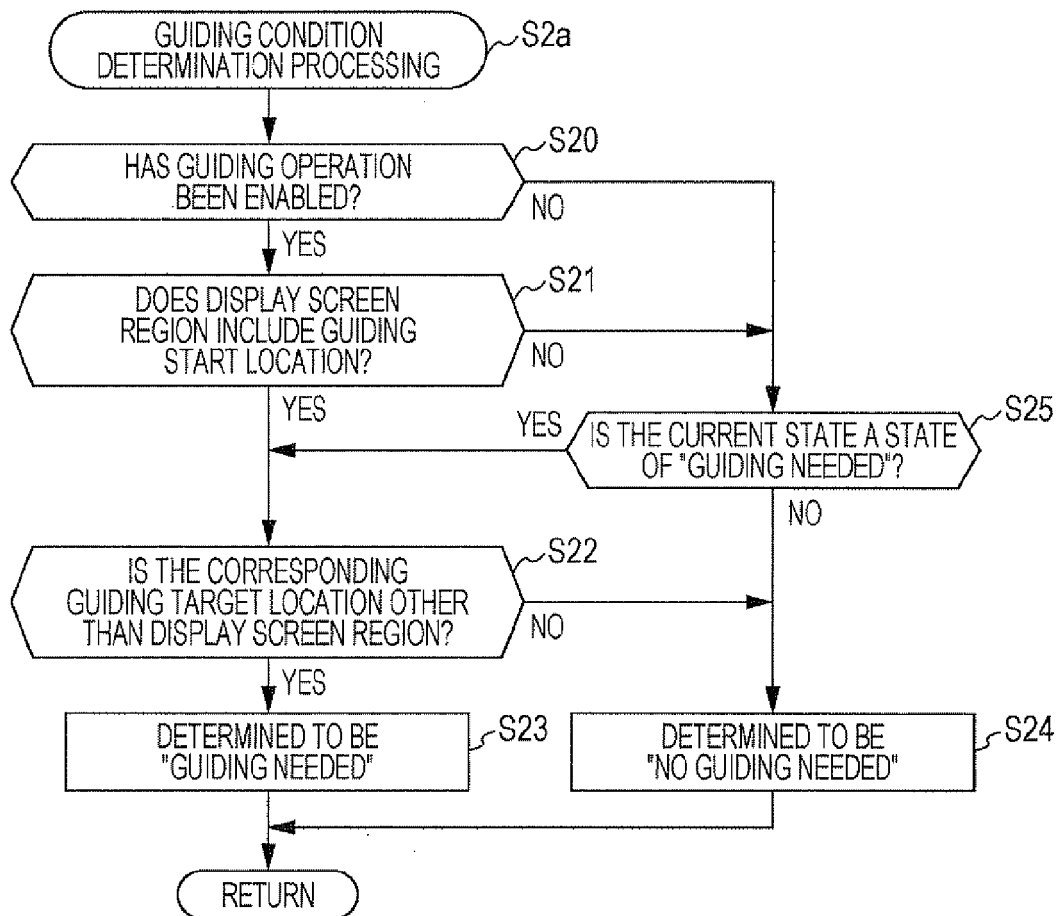 GUIDING CONDITION
DETERMINATION PROCESSING
S2a
HAS GUIDING OPERATION
BEEN ENABLED?
S20
NO
YES
DOES DISPLAY SCREEN
REGION INCLUDE GUIDING
START LOCATION?
S21
NO
YES
IS THE CURRENT STATE A STATE
OF "GUIDING NEEDED"?
S25
YES
NO
IS THE CORRESPONDING
GUIDING TARGET LOCATION OTHER
THAN DISPLAY SCREEN REGION?
S22
NO
YES
DETERMINED TO BE
"GUIDING NEEDED"
S23
DETERMINED TO BE
"NO GUIDING NEEDED"
S24
RETURN